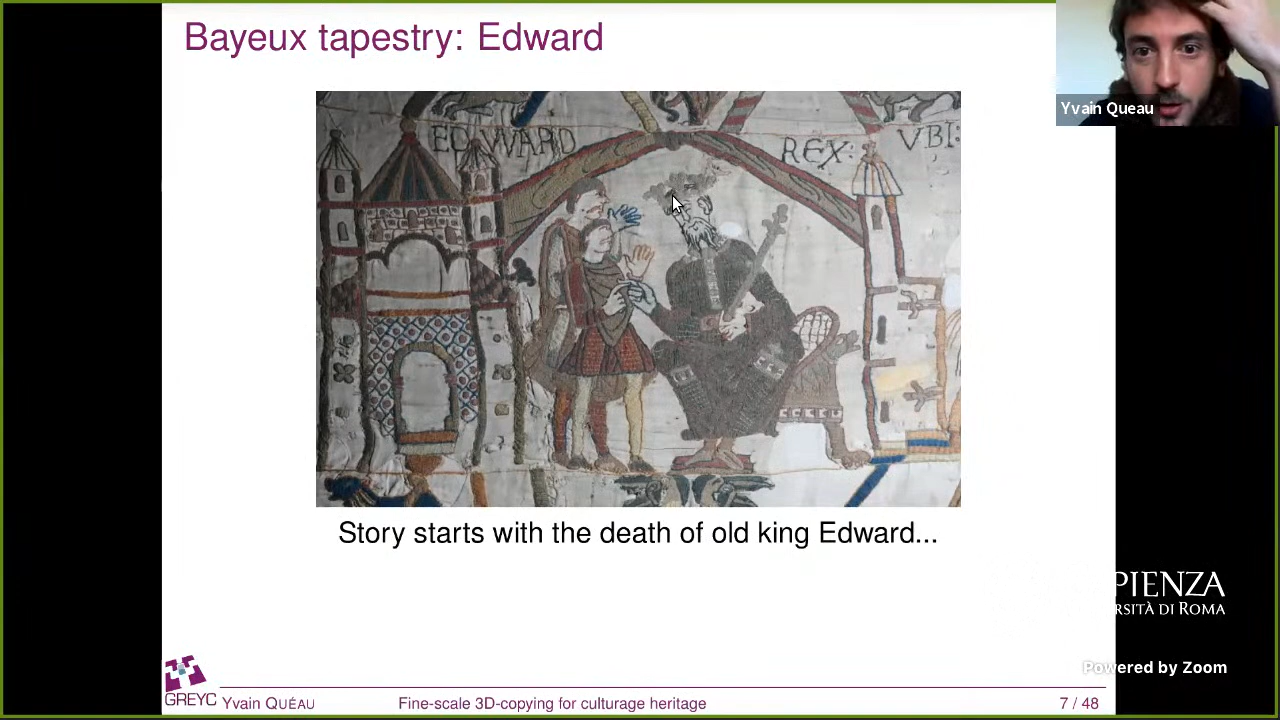 Bayeux tapestry: Edward
Yvain Queau
EDWARD REX: VBI:
Story starts with the death of old king Edward...
PIENZA
RSITÀ DI ROMA
Powered by Zoom
GREYC
Yvain QUÉAU Fine-scale 3D-copying for culturage heritage 7 / 48